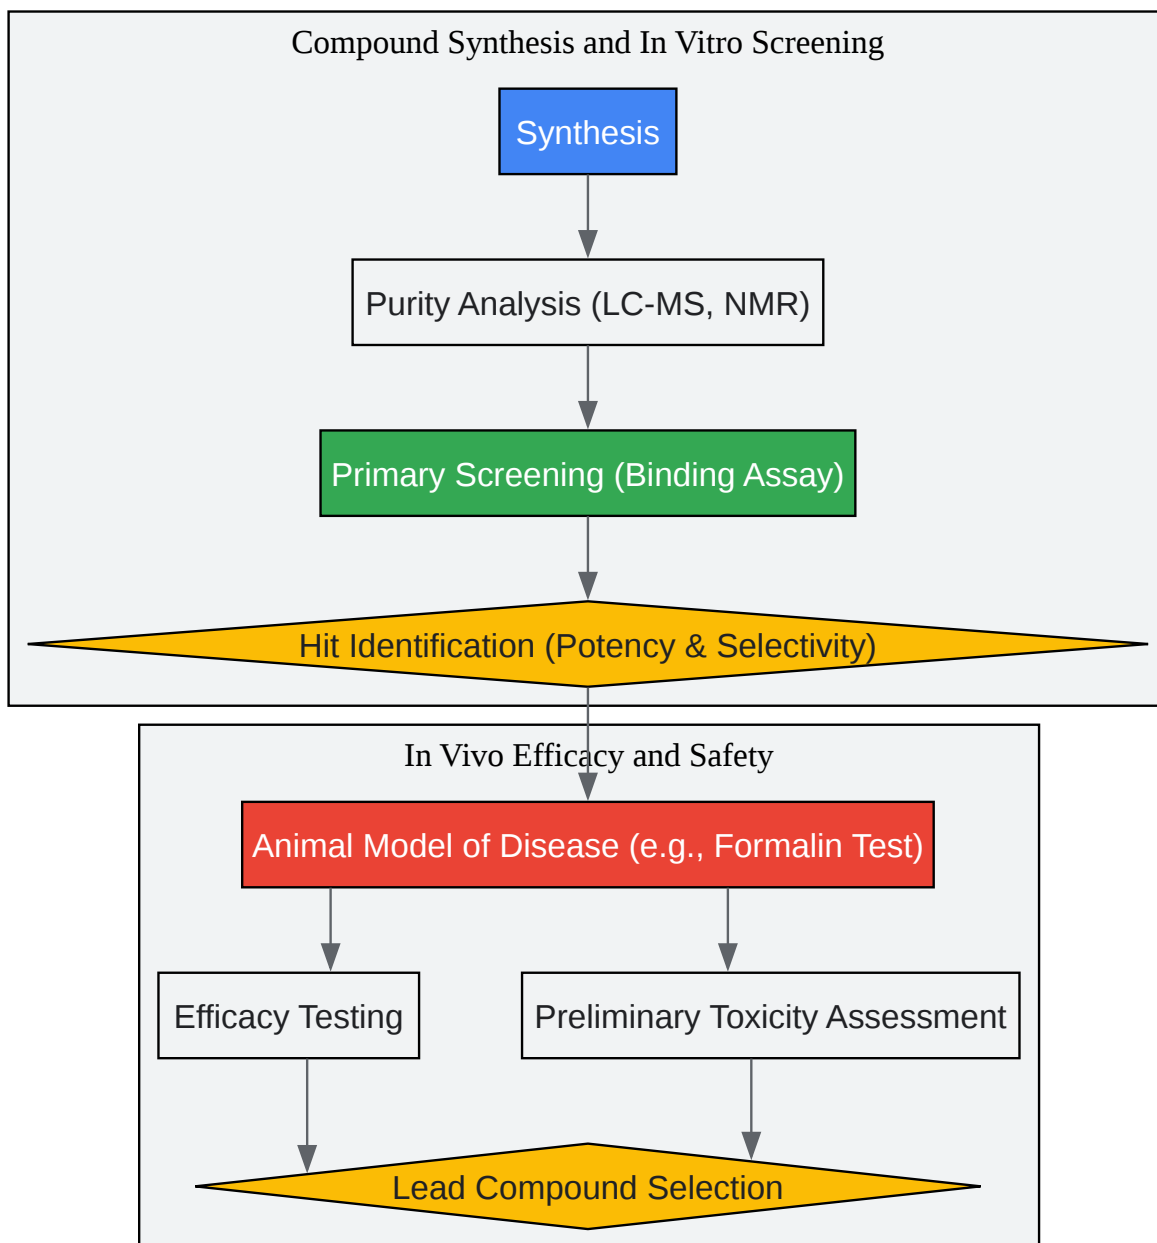 Compound Synthesis and In Vitro Screening
Synthesis
Purity Analysis (LC-MS, NMR)
Primary Screening (Binding Assay)
Hit Identification (Potency & Selectivity)
In Vivo Efficacy and Safety
Animal Model of Disease (e.g., Formalin Test)
Efficacy Testing
Preliminary Toxicity Assessment
Lead Compound Selection